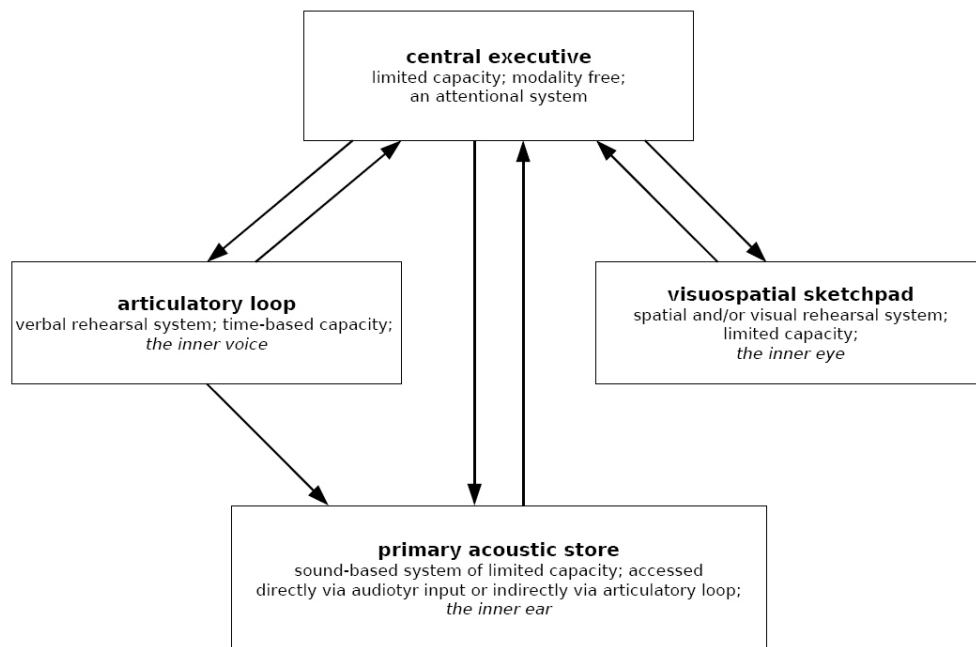 central executive
limited capacity; modality free;
an attentional system
articulatory loop
verbal rehearsal system; time-based capacity;
the inner voice
visuospatial sketchpad
spatial and/or visual rehearsal system;
limited capacity;
the inner eye
primary acoustic store
sound-based system of limited capacity; accessed
directly via audiotyr input or indirectly via articulatory loop;
the inner ear